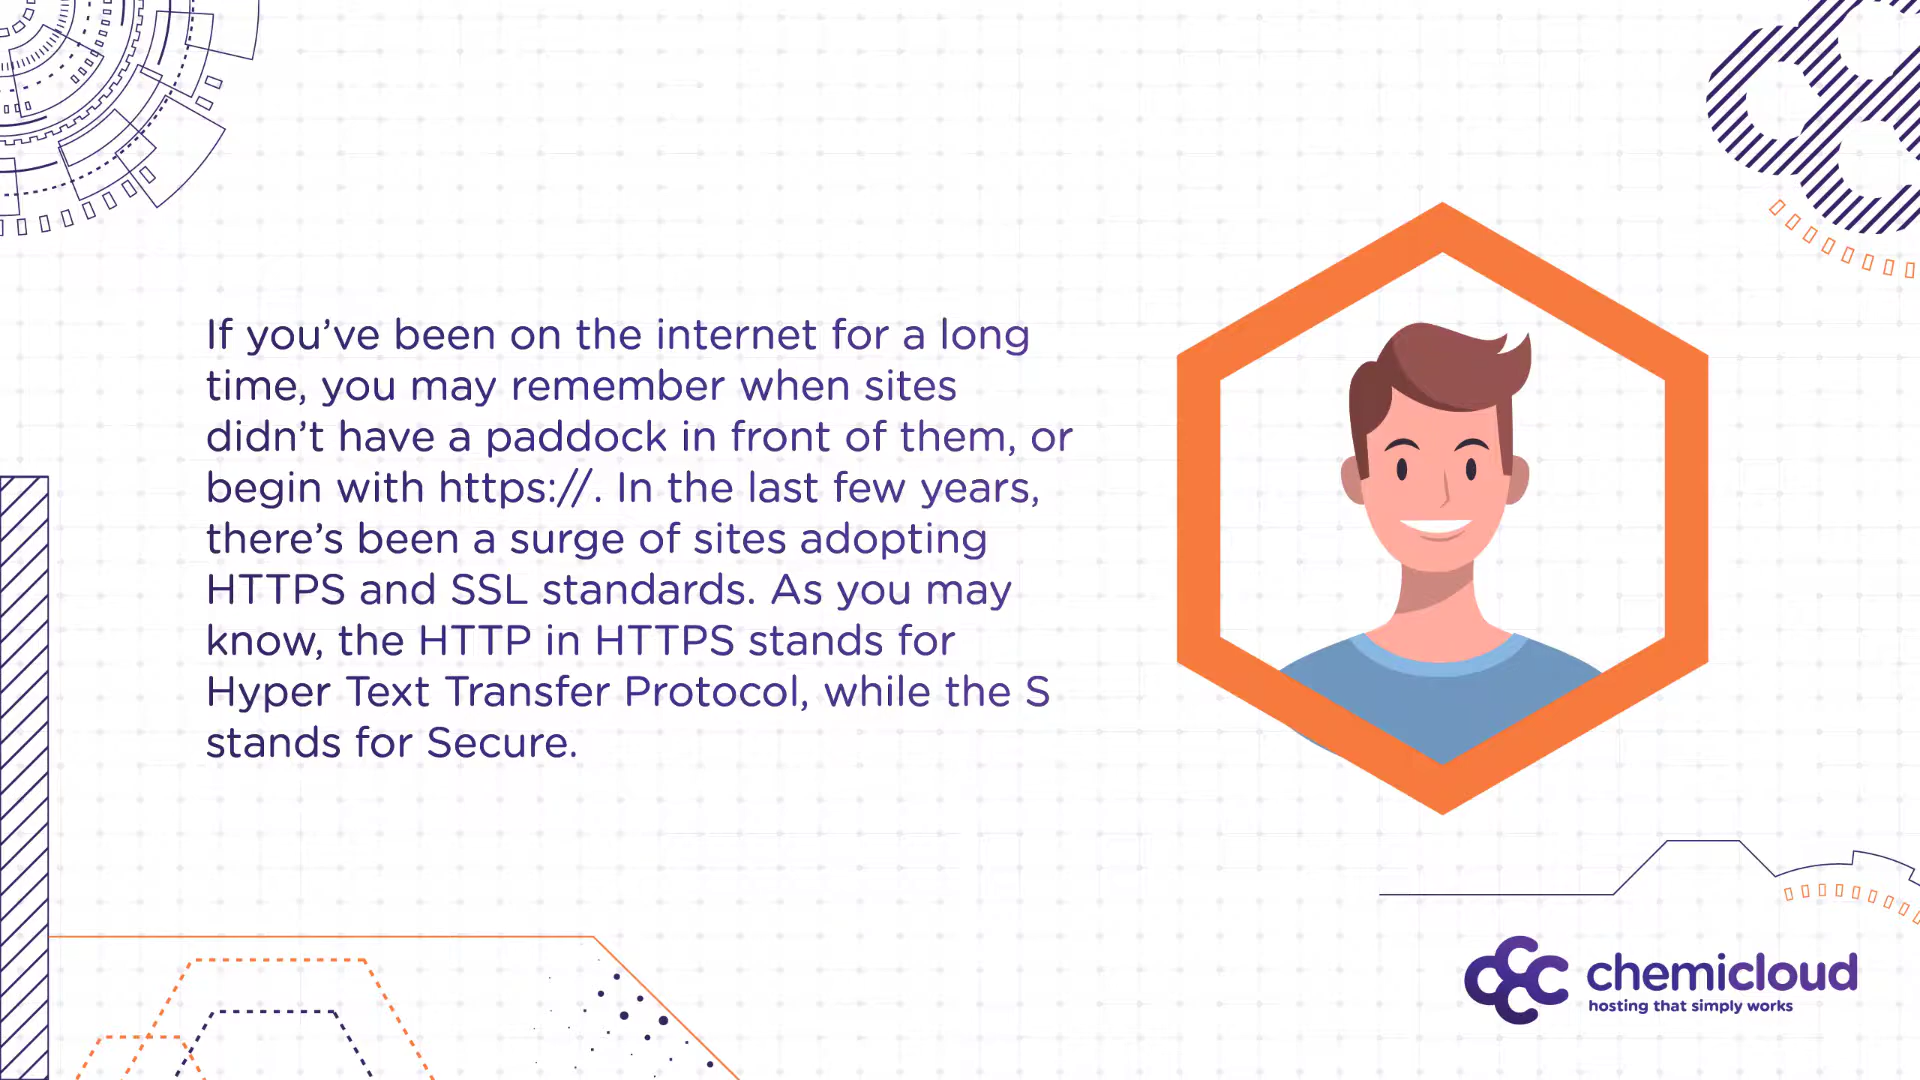 If you’ve been on the internet for a long
time, you may remember when sites
didn’t have a paddock in front of them, or
begin with https://. In the last few years,
there’s been a surge of sites adopting
HTTPS and SSL standards. As you may
know, the HTTP in HTTPS stands for
Hyper Text Transfer Protocol, while the S
stands for Secure.
chemicloud
hosting that simply works